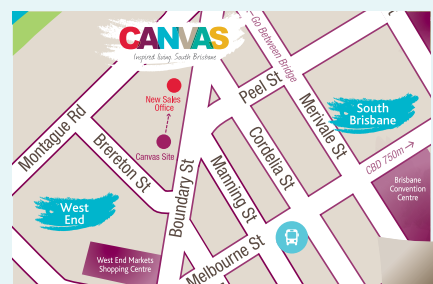 CANVAS
Inspired living. South Brisbane
Go Between Bridge
New Sales
Office
Canvas Site
Montague Rd
Brereton St
Boundary St
Peel St
Merivale St
Cordelia St
Manning St
Melbourne St
South
Brisbane
CBD 750m →
Brisbane
Convention
Centre
West
End
West End Markets
Shopping Centre